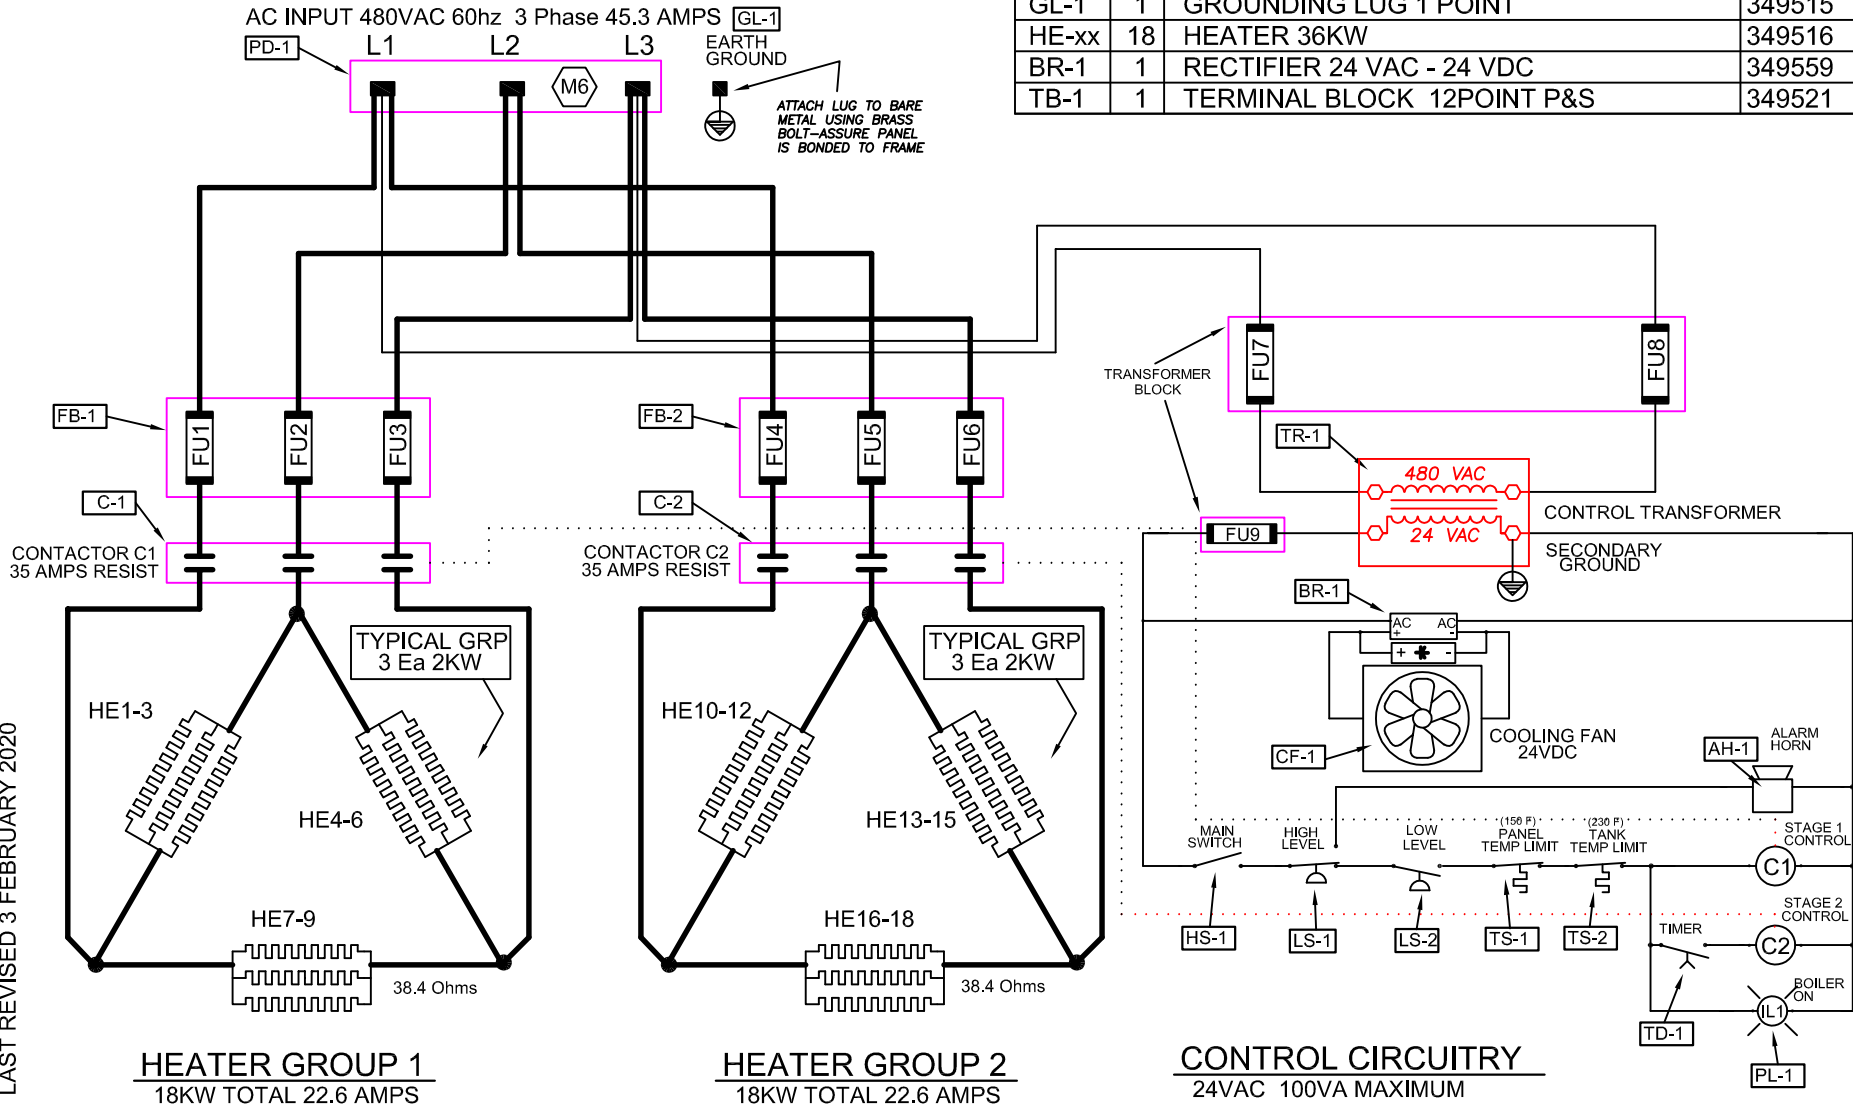 AC INPUT 480VAC 60hz 3 Phase 45.3 AMPS
GL-1
PD-1
L1
L2
L3
M6
EARTH
GROUND
ATTACH LUG TO BARE
METAL USING BRASS
BOLT-ASSURE PANEL
IS BONDED TO FRAME
GL-1 1 GROUNDING LUG 1 POINT 349515
HE-xx 18 HEATER 36KW 349516
BR-1 1 RECTIFIER 24 VAC - 24 VDC 349559
TB-1 1 TERMINAL BLOCK 12POINT P&S 349521
FB-1
FU1
FU2
FU3
FB-2
FU4
FU5
FU6
TRANSFORMER
BLOCK
FU7
FU8
TR-1
480 VAC
24 VAC
FU9
CONTROL TRANSFORMER
SECONDARY
GROUND
C-1
CONTACTOR C1
35 AMPS RESIST
C-2
CONTACTOR C2
35 AMPS RESIST
TYPICAL GRP
3 Ea 2KW
HE1-3
HE4-6
HE7-9
38.4 Ohms
TYPICAL GRP
3 Ea 2KW
HE10-12
HE13-15
HE16-18
38.4 Ohms
BR-1
AC AC
+ -
+ -
CF-1
COOLING FAN
24VDC
AH-1
ALARM
HORN
MAIN
SWITCH
HIGH
LEVEL
LOW
LEVEL
(150 F)
PANEL
TEMP LIMIT
(230 F)
TANK
TEMP LIMIT
STAGE 1
CONTROL
C1
STAGE 2
CONTROL
C2
TIMER
BOILER
ON
IL1
HS-1
LS-1
LS-2
TS-1
TS-2
TD-1
PL-1
HEATER GROUP 1
18KW TOTAL 22.6 AMPS
HEATER GROUP 2
18KW TOTAL 22.6 AMPS
CONTROL CIRCUITRY
24VAC 100VA MAXIMUM
LAST REVISED 3 FEBRUARY 2020